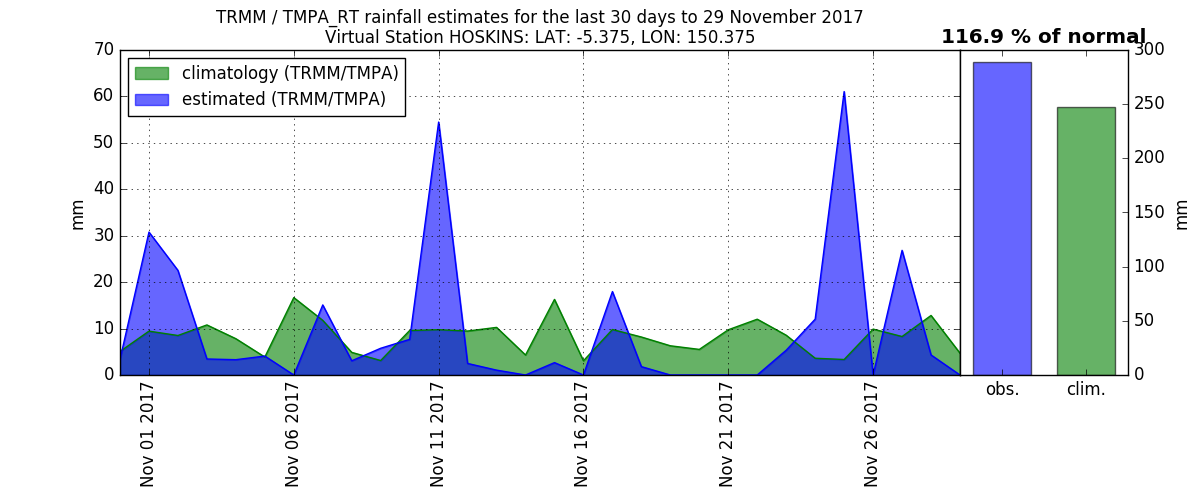 TRMM / TMPA_RT rainfall estimates for the last 30 days to 29 November 2017
Virtual Station HOSKINS: LAT: -5.375, LON: 150.375
116.9 % of normal
climatology (TRMM/TMPA)
estimated (TRMM/TMPA)
mm
70
60
50
40
30
20
10
0
Nov 01 2017
Nov 06 2017
Nov 11 2017
Nov 16 2017
Nov 21 2017
Nov 26 2017
obs.
clim.
300
250
200
150
100
50
0
mm